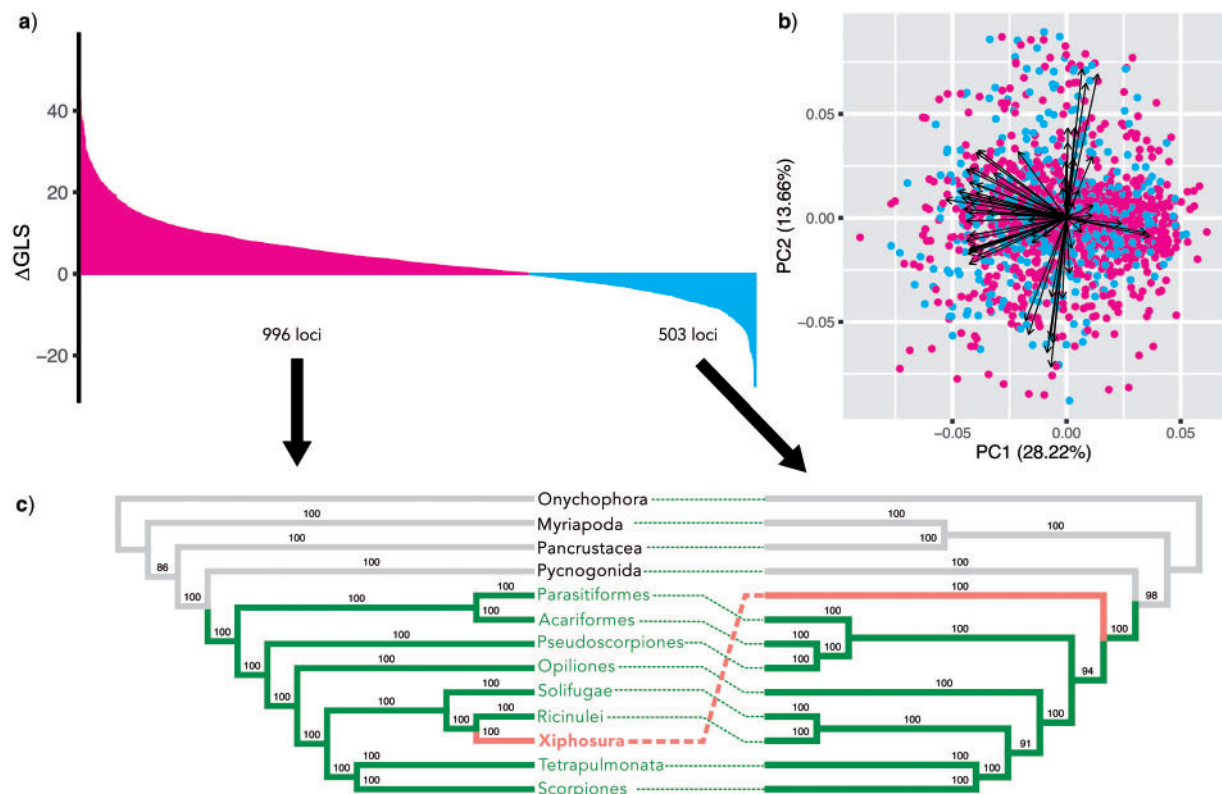 a)
40
20
0
−20
ΔGLS
996 loci
503 loci
b)
0.05
0.00
−0.05
PC2 (13.66%)
−0.05
0.00
0.05
PC1 (28.22%)
c)
Onychophora
100
Myriapoda
100
100
100
Pancrustacea
100
86
100
Pycnogonida
100
100
98
100
Parasitiformes
100
100
100
Acariformes
100
100
100
100
100
Pseudoscorpiones
100
100
100
100
Opiliones
100
100
94
100
Solifugae
100
100
100
100
Ricinulei
100
100
100
Xiphosura
100
100
91
100
Tetrapulmonata
100
100
100
100
Scorpiones
100